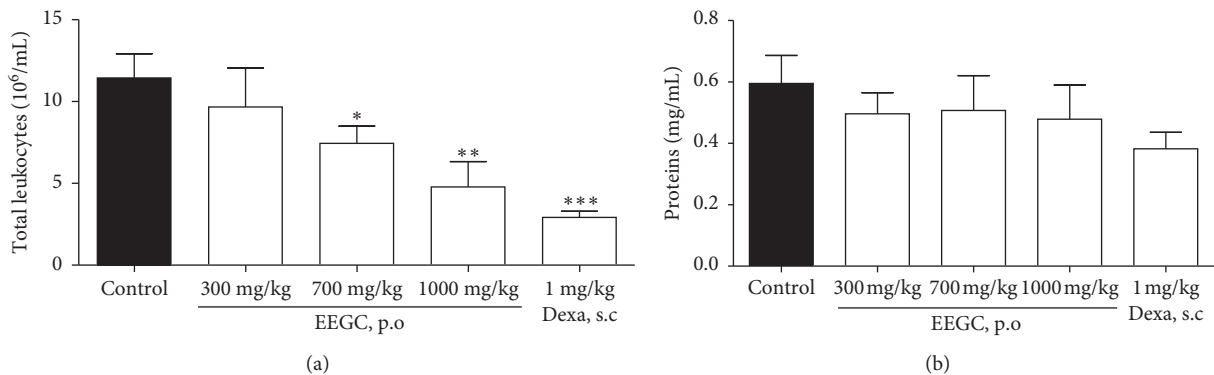 Total leukocytes (10⁶/mL)
15
10
5
0
*
**
***
Control
300 mg/kg
700 mg/kg
1000 mg/kg
1 mg/kg
EEGC, p.o
Dexa, s.c
(a)
Proteins (mg/mL)
0.8
0.6
0.4
0.2
0.0
Control
300 mg/kg
700 mg/kg
1000 mg/kg
1 mg/kg
EEGC, p.o
Dexa, s.c
(b)